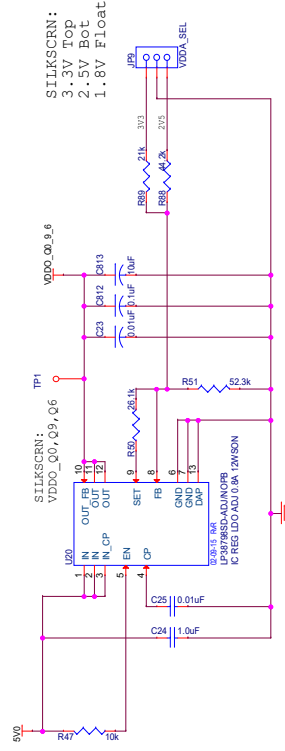 SILKSCRN:
3.3V Top
2.5V Bot
1.8V Float
JP9
VDDA_SEL
3V3
2V5
R89
21k
R88
44.2k
VDDO_Q0_9_6
C813
10uF
C812
0.1uF
C23
0.01uF
TP1
SILKSCRN:
VDDO_Q0,Q9,Q6
R50
26.1k
R51
52.3k
U20
1
IN
2
IN
3
IN_CP
5
EN
4
CP
10
OUT_FB
11
OUT
12
OUT
9
SET
8
FB
6
GND
7
GND
13
DAP
02-09-15 RvR
LP38798SD-ADJ/NOPB
IC REG LDO ADJ 0.8A 12WSON
C25
0.01uF
C24
1.0uF
5V0
R47
10k